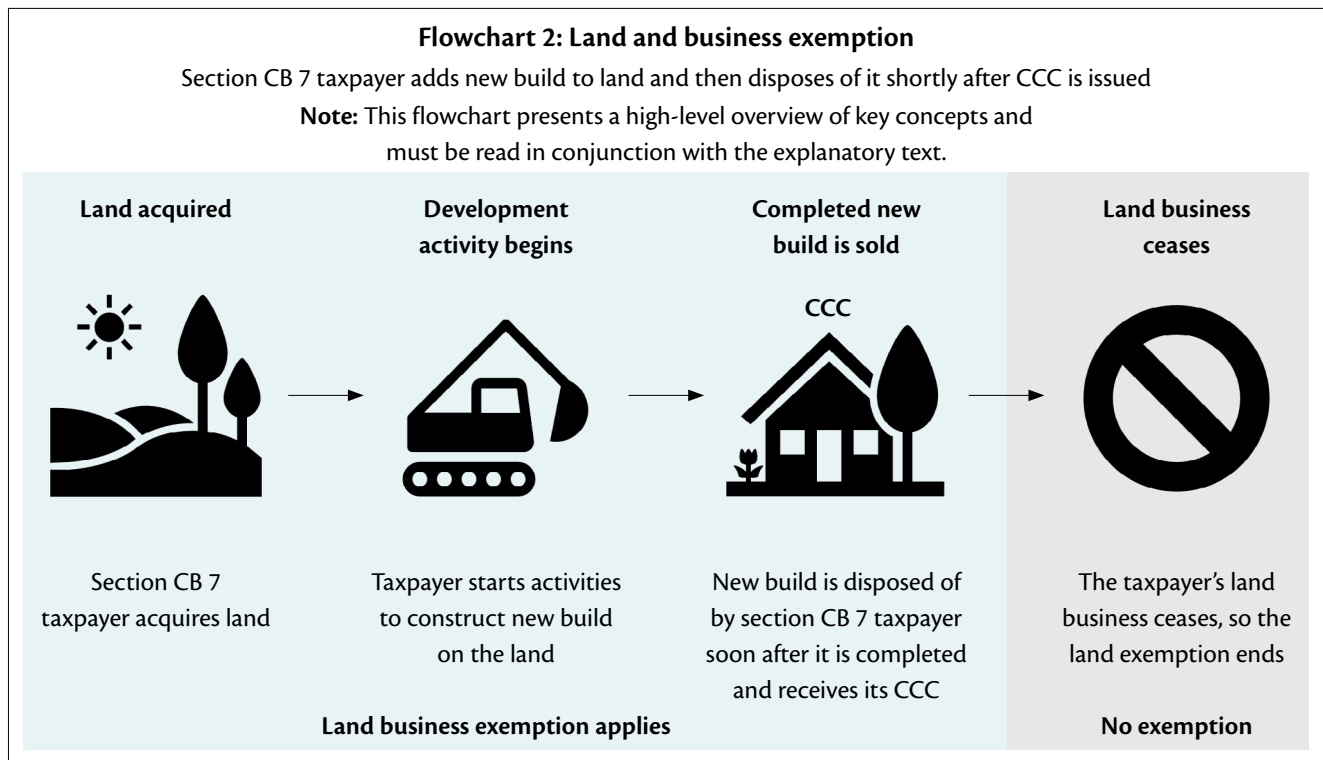 Flowchart 2: Land and business exemption
Section CB 7 taxpayer adds new build to land and then disposes of it shortly after CCC is issued
Note: This flowchart presents a high-level overview of key concepts and
must be read in conjunction with the explanatory text.
Land acquired
Development
activity begins
Completed new
build is sold
Land business
ceases
CCC
Section CB 7
taxpayer acquires land
Taxpayer starts activities
to construct new build
on the land
New build is disposed of
by section CB 7 taxpayer
soon after it is completed
and receives its CCC
The taxpayer's land
business ceases, so the
land exemption ends
Land business exemption applies
No exemption